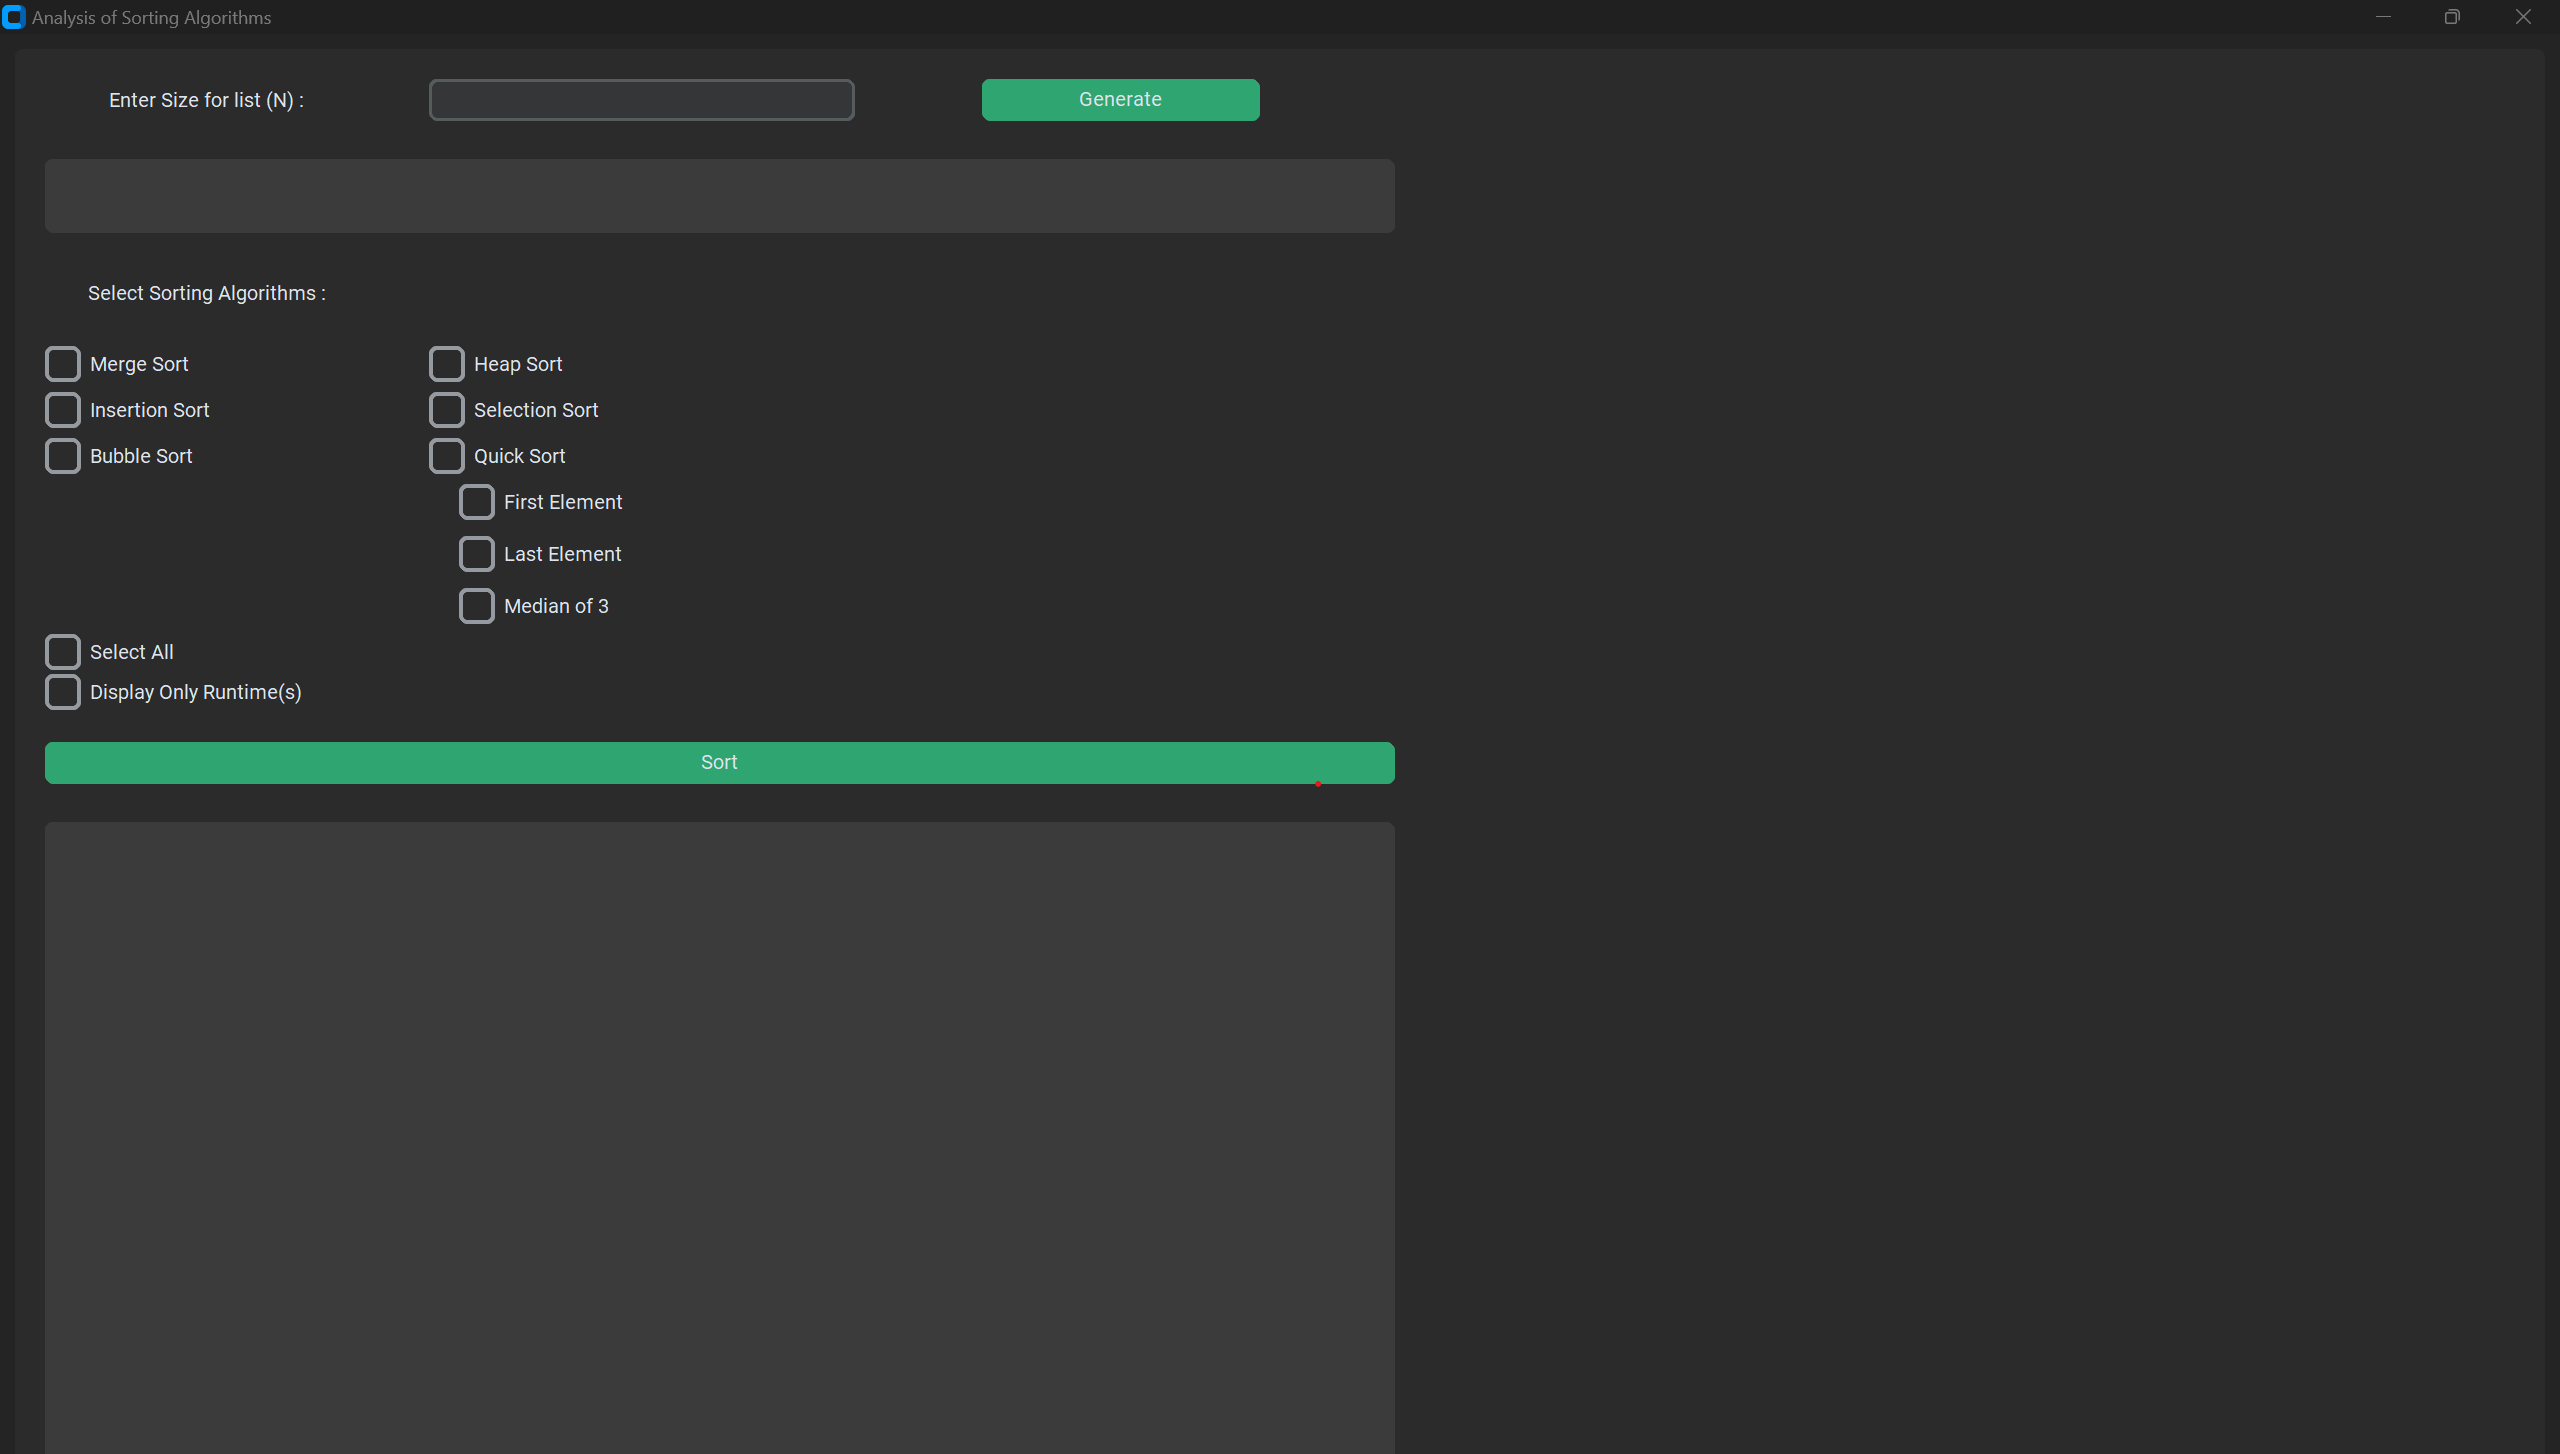 Analysis of Sorting Algorithms
Enter Size for list (N) :
Generate
Select Sorting Algorithms :
Merge Sort
Heap Sort
Insertion Sort
Selection Sort
Bubble Sort
Quick Sort
First Element
Last Element
Median of 3
Select All
Display Only Runtime(s)
Sort